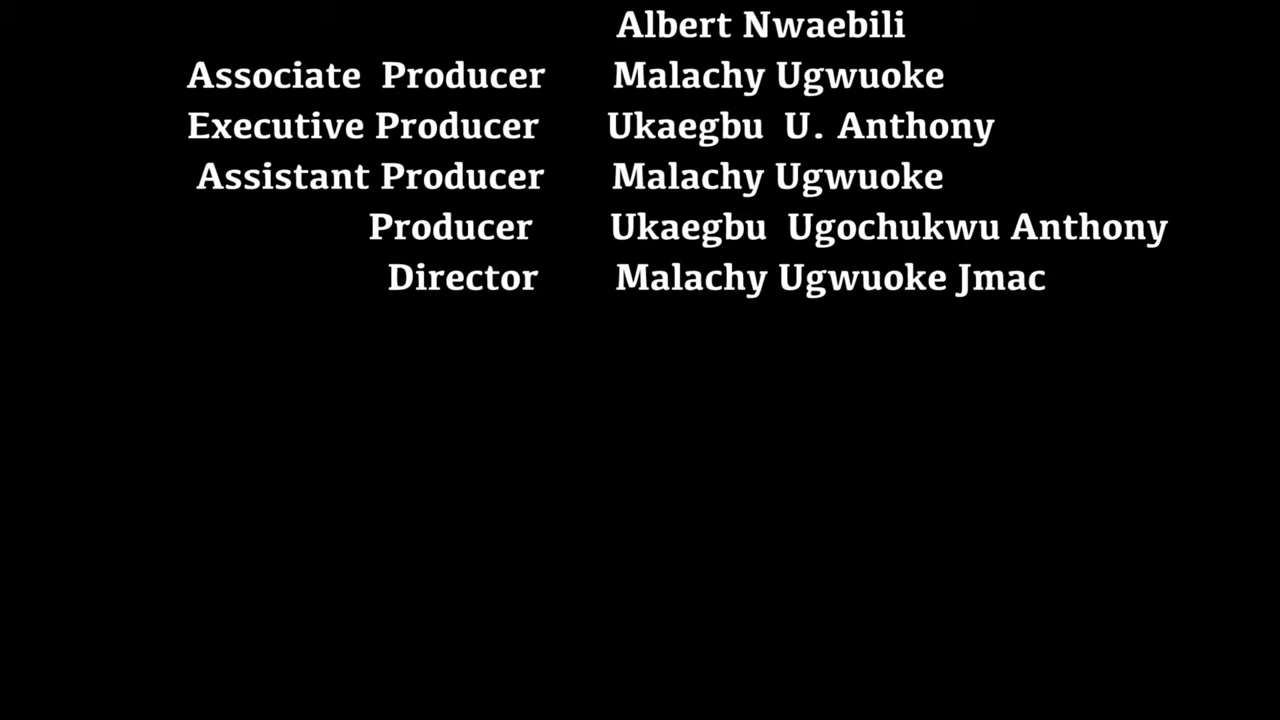 Albert Nwaebili
Associate Producer Malachy Ugwuoke
Executive Producer Ukaegbu U. Anthony
Assistant Producer Malachy Ugwuoke
Producer Ukaegbu Ugochukwu Anthony
Director Malachy Ugwuoke Jmac